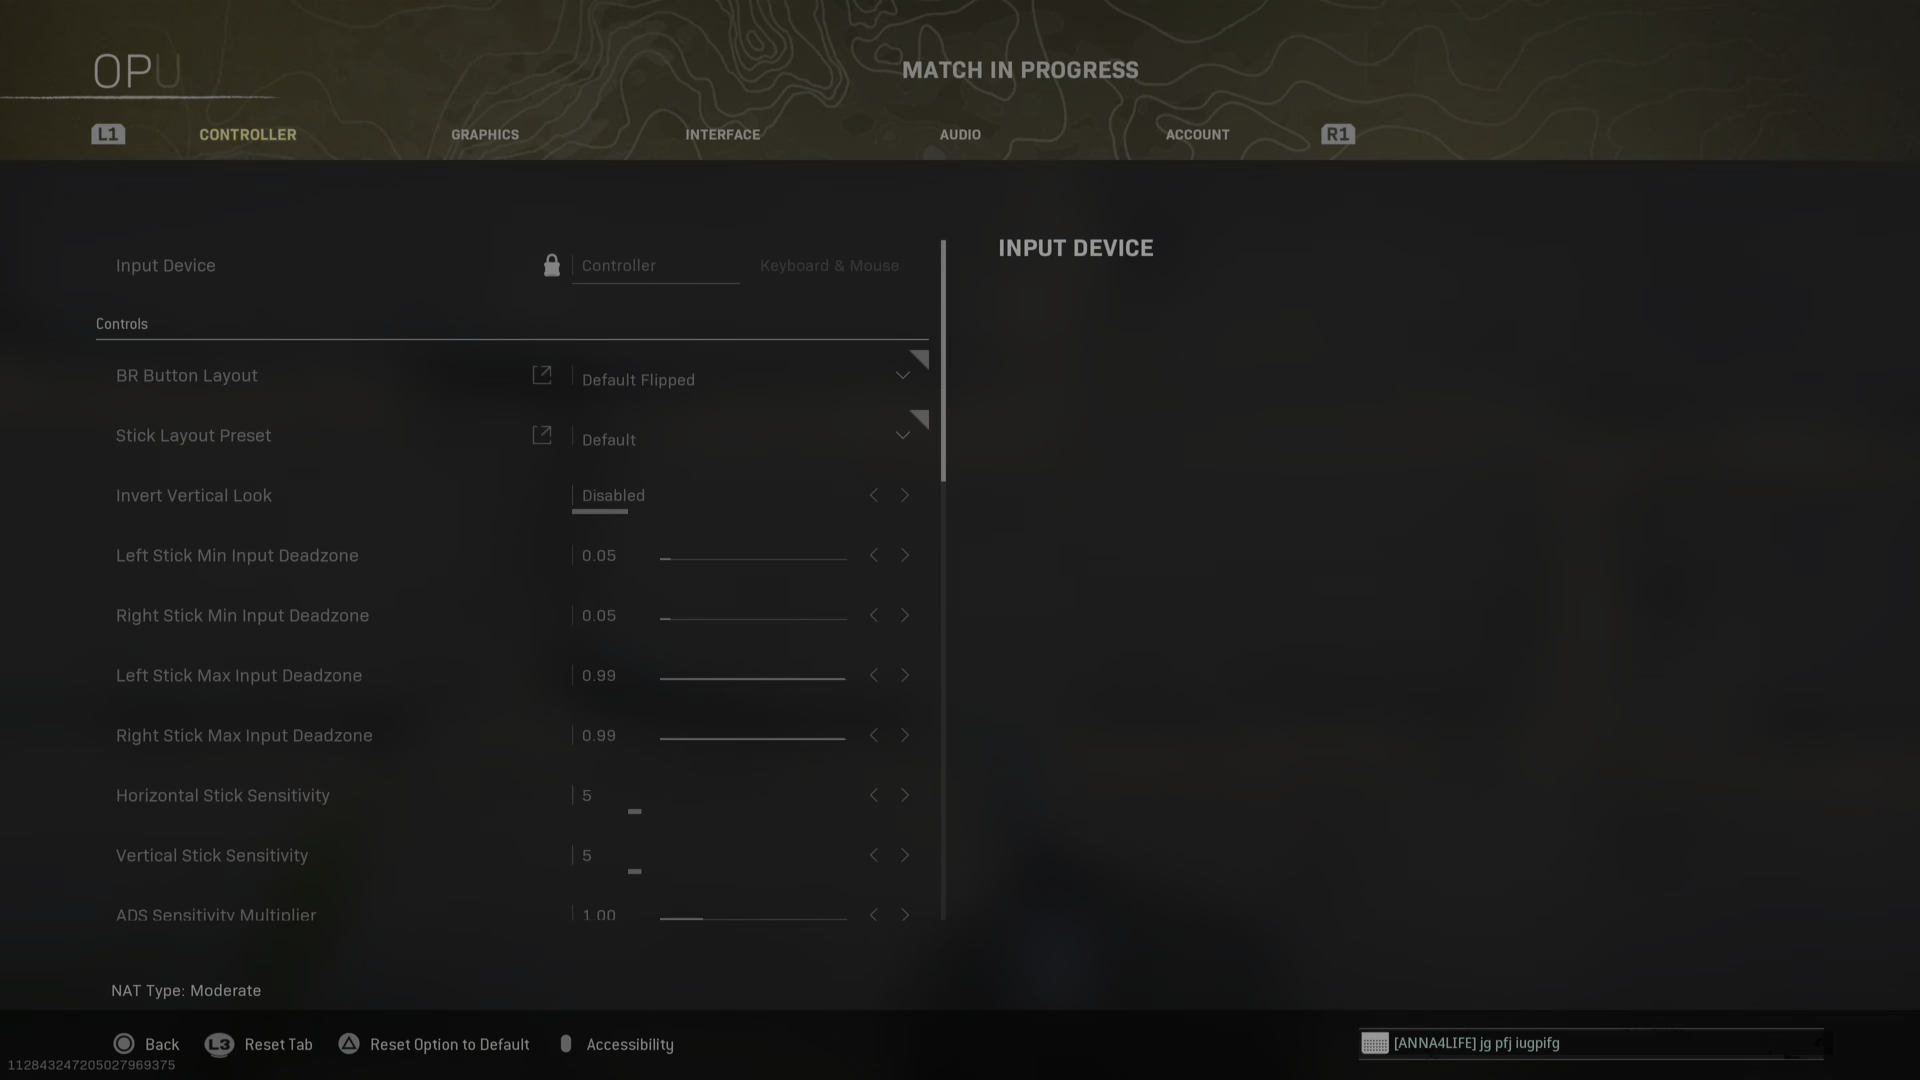 OPU
MATCH IN PROGRESS
L1 CONTROLLER GRAPHICS INTERFACE AUDIO ACCOUNT R1
INPUT DEVICE
Input Device Controller Keyboard & Mouse
Controls
BR Button Layout Default Flipped
Stick Layout Preset Default
Invert Vertical Look Disabled
Left Stick Min Input Deadzone 0.05
Right Stick Min Input Deadzone 0.05
Left Stick Max Input Deadzone 0.99
Right Stick Max Input Deadzone 0.99
Horizontal Stick Sensitivity 5
Vertical Stick Sensitivity 5
ADS Sensitivity Multiplier 1.00
NAT Type: Moderate
Back L3 Reset Tab Reset Option to Default Accessibility
[ANNA4LIFE] jg pfj iugpifg
112843247205027969375